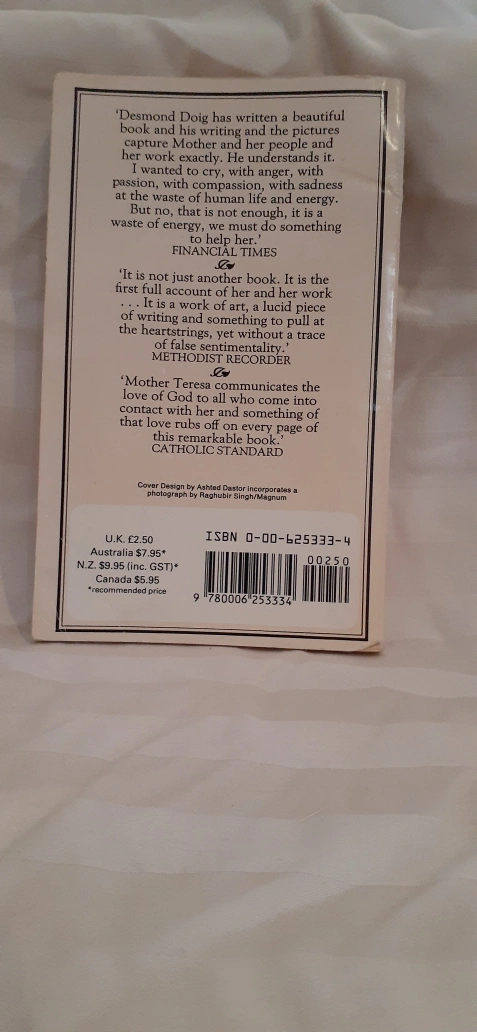 'Desmond Doig has written a beautiful
book and his writing and the pictures
capture Mother and her people and
her work exactly. He understands it.
I wanted to cry, with anger, with
passion, with compassion, with sadness
at the waste of human life and energy.
But no, that is not enough, it is a
waste of energy, we must do something
to help her.'
FINANCIAL TIMES
'It is not just another book. It is the
first full account of her and her work
. . . It is a work of art, a lucid piece
of writing and something to pull at
the heartstrings, yet without a trace
of false sentimentality.'
METHODIST RECORDER
'Mother Teresa communicates the
love of God to all who come into
contact with her and something of
that love rubs off on every page of
this remarkable book.'
CATHOLIC STANDARD
Cover Design by Ashted Dastor incorporates a
photograph by Raghubir Singh/Magnum
U.K. £2.50
Australia $7.95*
N.Z. $9.95 (inc. GST)*
Canada $5.95
*recommended price
ISBN 0-00-625333-4
00250
9 780006 253334